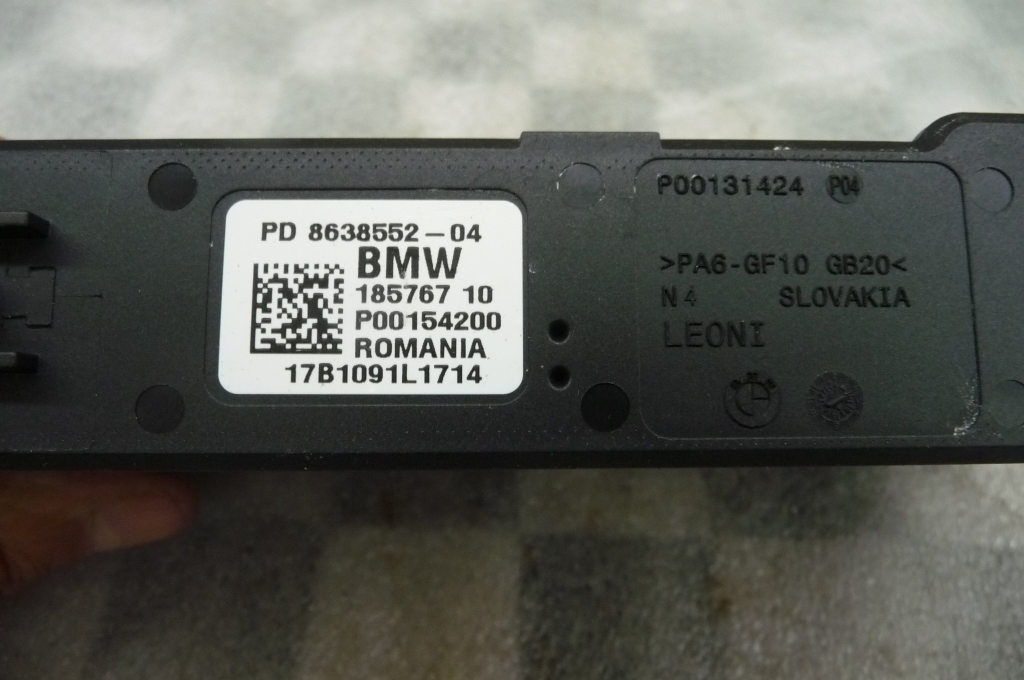 PD 8638552-04
BMW
185767 10
P00154200
ROMANIA
17B1091L1714
P00131424 P04
>PA6-GF10 GB20<
N4 SLOVAKIA
LEONI